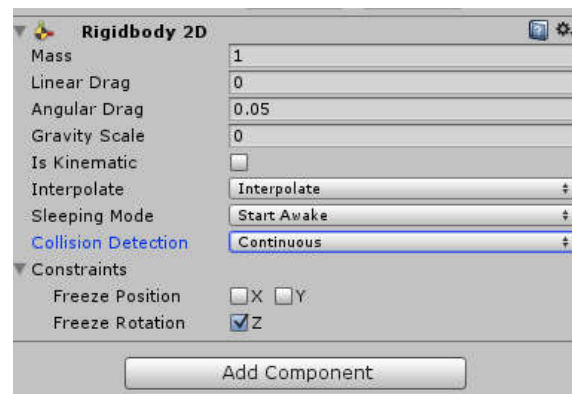 Rigidbody 2D
Mass 1
Linear Drag 0
Angular Drag 0.05
Gravity Scale 0
Is Kinematic
Interpolate Interpolate
Sleeping Mode Start Awake
Collision Detection Continuous
Constraints
Freeze Position X Y
Freeze Rotation Z
Add Component